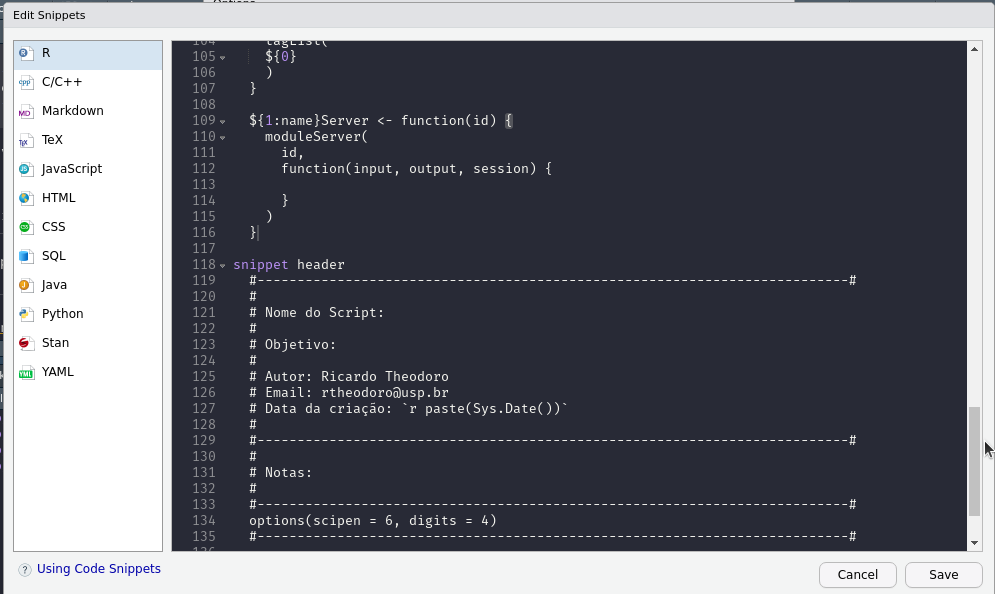 Edit Snippets
R
C/C++
Markdown
TeX
JavaScript
HTML
CSS
SQL
Java
Python
Stan
YAML
104 tagList(
105 ${0}
106 )
107 }
108
109 ${1:name}Server <- function(id) {
110 moduleServer(
111 id,
112 function(input, output, session) {
113
114 }
115 )
116 }
117
118 snippet header
119 #--------------------------------------------------------------------------#
120 #
121 # Nome do Script:
122 #
123 # Objetivo:
124 #
125 # Autor: Ricardo Theodoro
126 # Email: rtheodoro@usp.br
127 # Data da criação: `r paste(Sys.Date())`
128 #
129 #--------------------------------------------------------------------------#
130 #
131 # Notas:
132 #
133 #--------------------------------------------------------------------------#
134 options(scipen = 6, digits = 4)
135 #--------------------------------------------------------------------------#
? Using Code Snippets
Cancel
Save